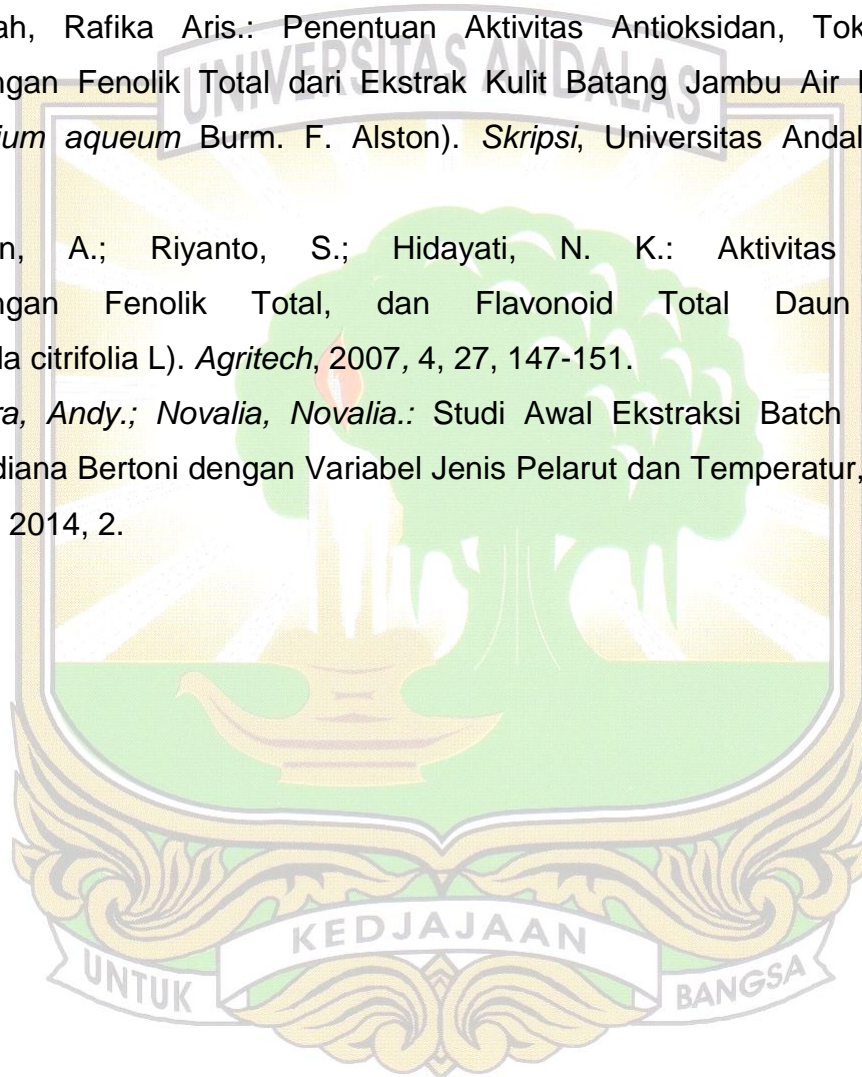 ah, Rafika Aris.: Penentuan Aktivitas Antioksidan, Tok
ngan Fenolik Total dari Ekstrak Kulit Batang Jambu Air
ium aqueum Burm. F. Alston). Skripsi, Universitas Andal
n, A.; Riyanto, S.; Hidayati, N. K.: Aktivitas
ngan Fenolik Total, dan Flavonoid Total Daun
la citrifolia L). Agritech, 2007, 4, 27, 147-151.
ra, Andy.; Novalia, Novalia.: Studi Awal Ekstraksi Batch
diana Bertoni dengan Variabel Jenis Pelarut dan Temperatur,
2014, 2.
UNIVERSITAS ANDALAS
KEDJAJAAN
UNTUK BANGSA